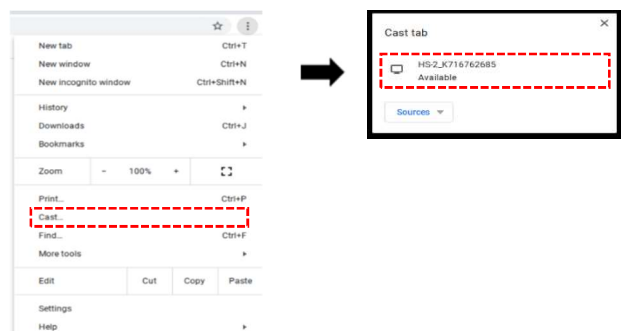 New tab Ctrl+T
New window Ctrl+N
New incognito window Ctrl+Shift+N
History
Downloads Ctrl+J
Bookmarks
Zoom - 100% +
Print... Ctrl+P
Cast...
Find... Ctrl+F
More tools
Edit Cut Copy Paste
Settings
Help
Cast tab
HS-2_K716762685
Available
Sources